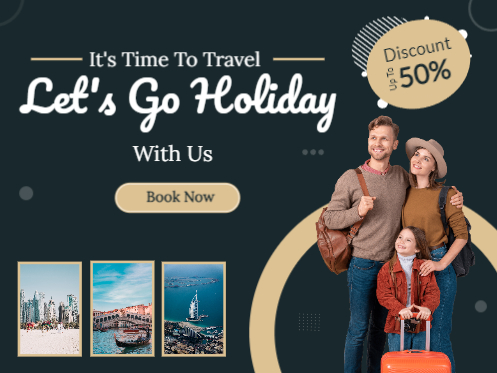 It's Time To Travel
Let's Go Holiday
With Us
Book Now
Discount
Up To
50%